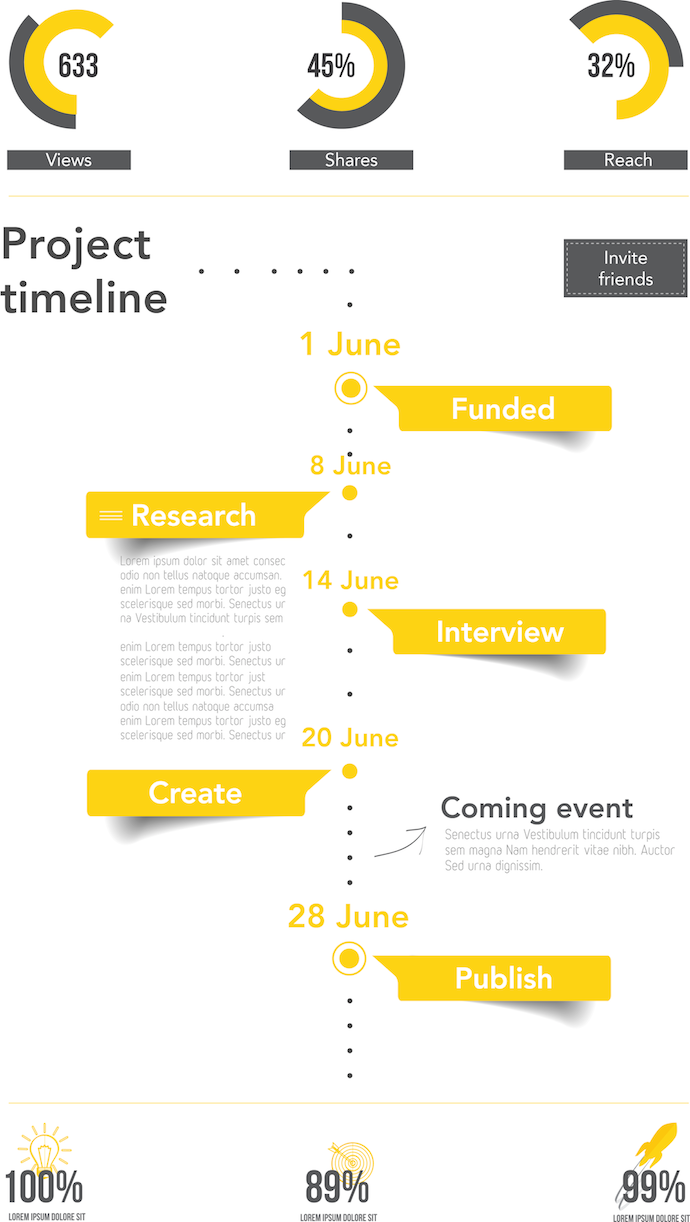 633
45%
32%
Views
Shares
Reach
Project
timeline
Invite
friends
1 June
Funded
8 June
Research
Lorem ipsum dolor sit amet consec
odio non tellus natoque accumsan,
enim Lorem tempus tortor justo eg
scelerisque sed morbi. Senectus ur
na Vestibulum tincidunt turpis sem
enim Lorem tempus tortor justo
scelerisque sed morbi. Senectus ur
enim Lorem tempus tortor just
scelerisque sed morbi. Senectus ur
odio non tellus natoque accumsa
enim Lorem tempus tortor justo eg
scelerisque sed morbi. Senectus ur
14 June
Interview
20 June
Create
Coming event
Senectus urna Vestibulum tincidunt turpis
sem magna Nam hendrerit vitae nibh. Auctor
Sed urna dignissim.
28 June
Publish
100%
LOREM IPSUM DOLORE SIT
89%
LOREM IPSUM DOLORE SIT
99%
LOREM IPSUM DOLORE SIT